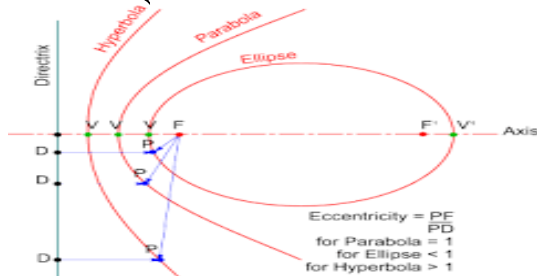 Hyperbola
Parabola
Ellipse
Directrix
V V V F F' V' Axis
D P
D P
D P
Eccentricity = PF
PD
for Parabola = 1
for Ellipse < 1
for Hyperbola > 1